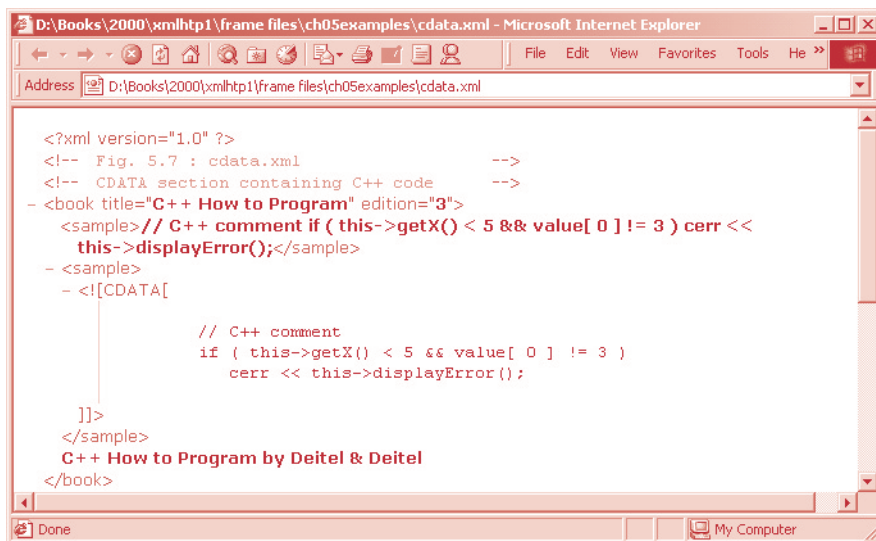 D:\Books\2000\xmlhtp1\frame files\ch05examples\cdata.xml - Microsoft Internet Explorer
File Edit View Favorites Tools He »
Address D:\Books\2000\xmlhtp1\frame files\ch05examples\cdata.xml
<?xml version="1.0" ?>
<!-- Fig. 5.7 : cdata.xml -->
<!-- CDATA section containing C++ code -->
- <book title="C++ How to Program" edition="3">
<sample>// C++ comment if ( this->getX() < 5 && value[ 0 ] != 3 ) cerr <<
this->displayError();</sample>
- <sample>
- <![CDATA[
// C++ comment
if ( this->getX() < 5 && value[ 0 ] != 3 )
cerr << this->displayError();
]]>
</sample>
C++ How to Program by Deitel & Deitel
</book>
Done My Computer